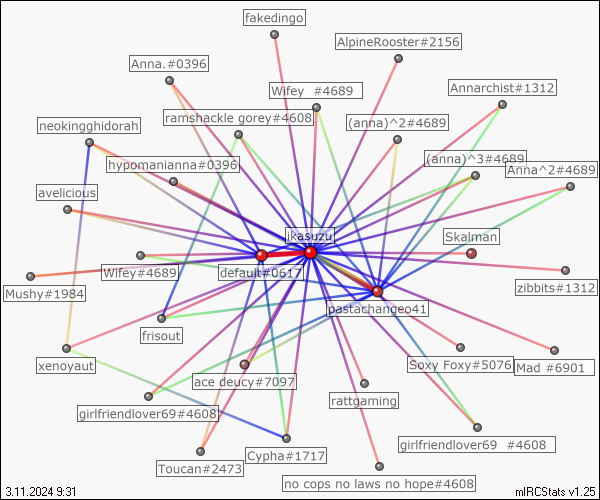 fakedingo
AlpineRooster#2156
Anna.#0396
Wifey #4689
Annarchist#1312
ramshackle gorey#4608
neokingghidorah
(anna)^2#4689
hypomanianna#0396
(anna)^3#4689
Anna^2#4689
avelicious
ikasuzu
Skalman
Wifey#4689
default#0617
Mushy#1984
zibbits#1312
pastachangeo41
frisout
xenoyaut
Soxy Foxy#5076
Mad #6901
ace deucy#7097
rattgaming
girlfriendlover69#4608
girlfriendlover69 #4608
Cypha#1717
Toucan#2473
no cops no laws no hope#4608
3.11.2024 9:31
mIRCStats v1.25